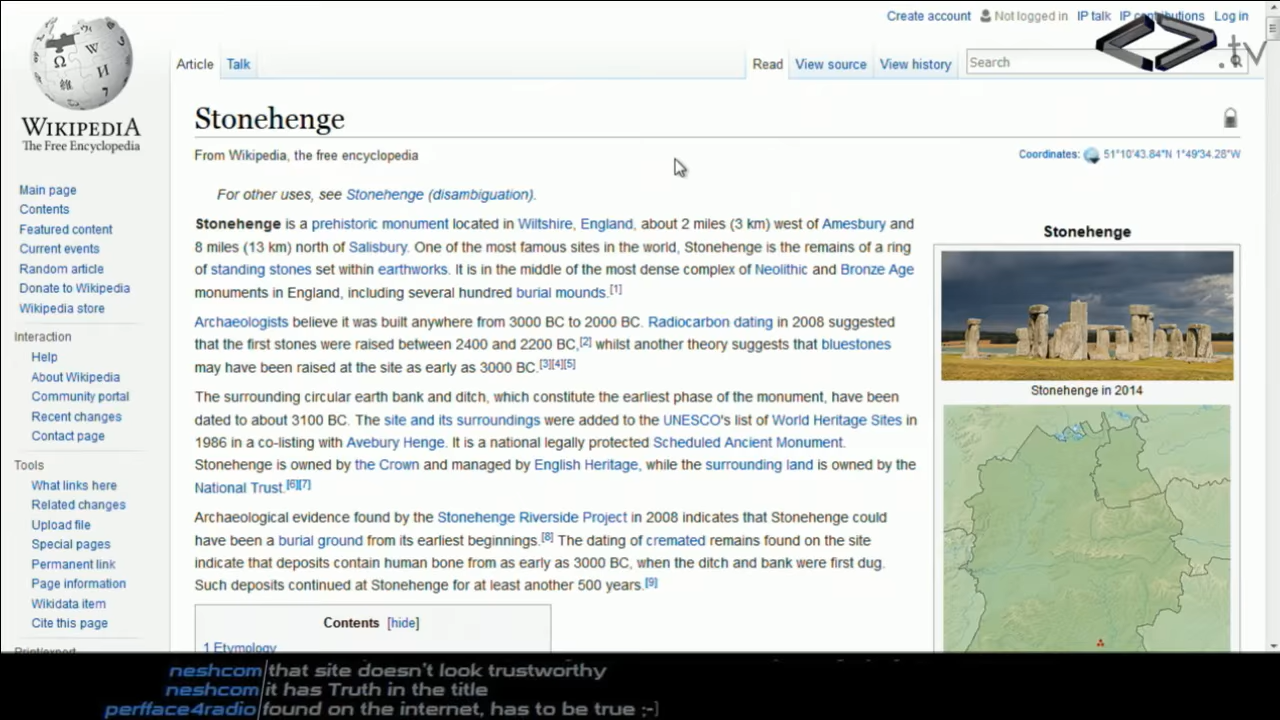 Create account Not logged in IP talk IP contributions Log in
.tv
Article Talk Read View source View history Search
WIKIPEDIA
The Free Encyclopedia
Main page
Contents
Featured content
Current events
Random article
Donate to Wikipedia
Wikipedia store
Interaction
Help
About Wikipedia
Community portal
Recent changes
Contact page
Tools
What links here
Related changes
Upload file
Special pages
Permanent link
Page information
Wikidata item
Cite this page
Print/export
Stonehenge
From Wikipedia, the free encyclopedia
Coordinates: 51°10′43.84″N 1°49′34.28″W
For other uses, see Stonehenge (disambiguation).
Stonehenge is a prehistoric monument located in Wiltshire, England, about 2 miles (3 km) west of Amesbury and
8 miles (13 km) north of Salisbury. One of the most famous sites in the world, Stonehenge is the remains of a ring
of standing stones set within earthworks. It is in the middle of the most dense complex of Neolithic and Bronze Age
monuments in England, including several hundred burial mounds.[1]
Archaeologists believe it was built anywhere from 3000 BC to 2000 BC. Radiocarbon dating in 2008 suggested
that the first stones were raised between 2400 and 2200 BC,[2] whilst another theory suggests that bluestones
may have been raised at the site as early as 3000 BC.[3][4][5]
The surrounding circular earth bank and ditch, which constitute the earliest phase of the monument, have been
dated to about 3100 BC. The site and its surroundings were added to the UNESCO's list of World Heritage Sites in
1986 in a co-listing with Avebury Henge. It is a national legally protected Scheduled Ancient Monument.
Stonehenge is owned by the Crown and managed by English Heritage, while the surrounding land is owned by the
National Trust.[6][7]
Archaeological evidence found by the Stonehenge Riverside Project in 2008 indicates that Stonehenge could
have been a burial ground from its earliest beginnings.[8] The dating of cremated remains found on the site
indicate that deposits contain human bone from as early as 3000 BC, when the ditch and bank were first dug.
Such deposits continued at Stonehenge for at least another 500 years.[9]
Contents [hide]
1 Etymology
Stonehenge
Stonehenge in 2014
neshcom that site doesn't look trustworthy
neshcom it has Truth in the title
perfface4radio found on the internet, has to be true ;-]